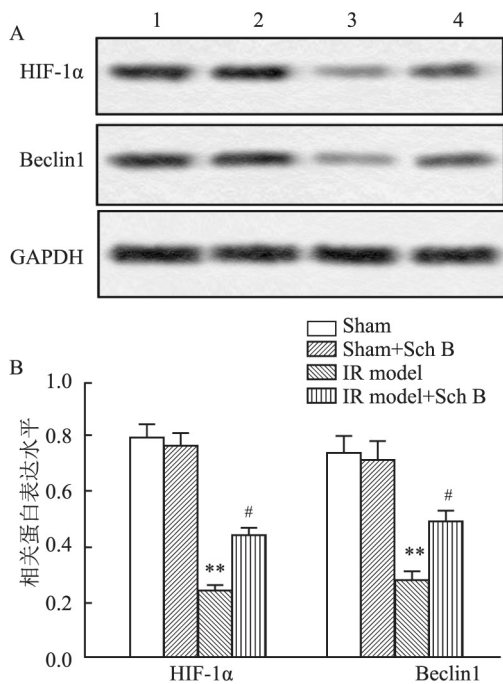 A
1 2 3 4
HIF-1α
Beclin1
GAPDH
Sham
Sham+Sch B
IR model
IR model+Sch B
B
相关蛋白表达水平
1.0
0.8
0.6
0.4
0.2
0.0
**
#
**
#
HIF-1α
Beclin1